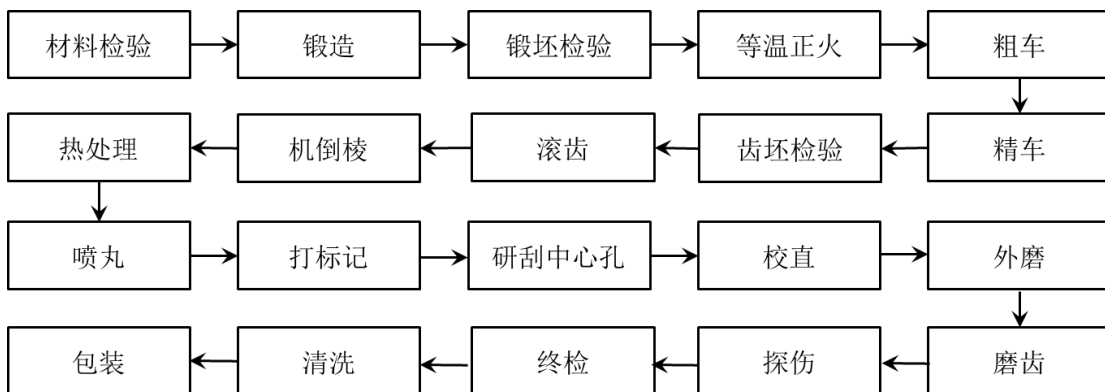 材料检验 锻造 锻坯检验 等温正火 粗车
热处理 机倒棱 滚齿 齿坯检验 精车
喷丸 打标记 研刮中心孔 校直 外磨
包装 清洗 终检 探伤 磨齿